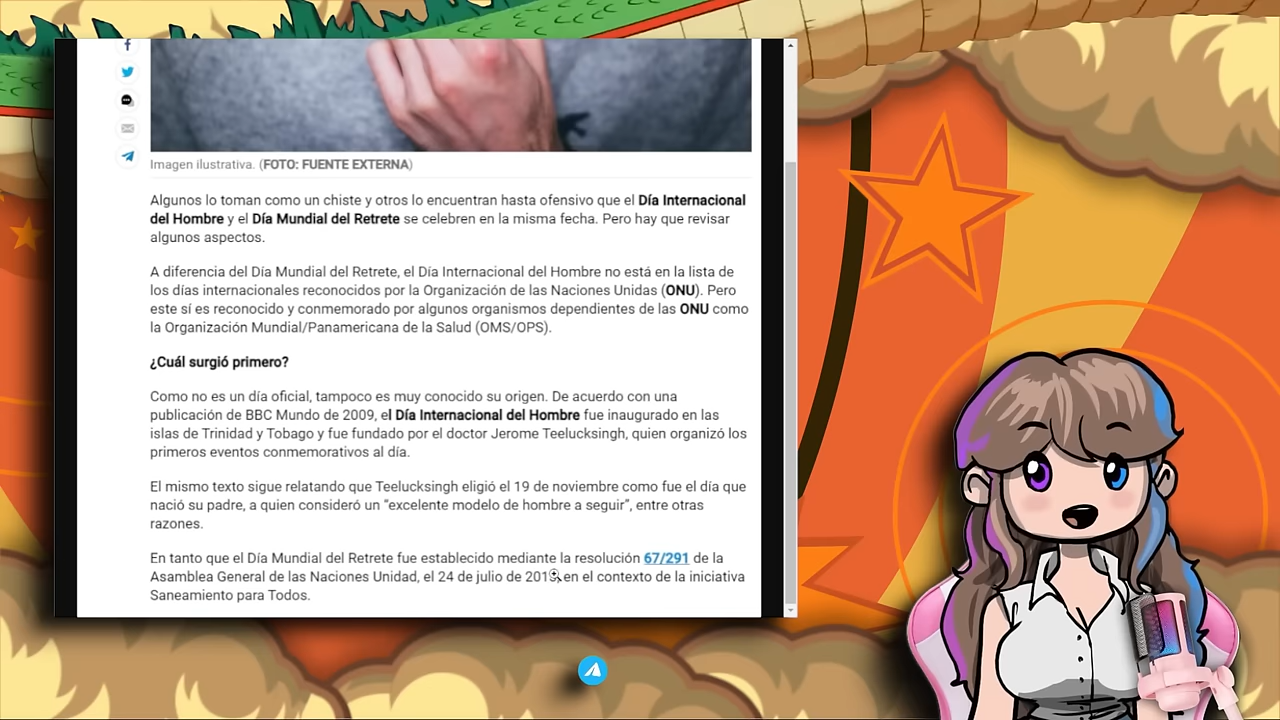 Imagen ilustrativa. (FOTO: FUENTE EXTERNA)
Algunos lo toman como un chiste y otros lo encuentran hasta ofensivo que el Día Internacional
del Hombre y el Día Mundial del Retrete se celebren en la misma fecha. Pero hay que revisar
algunos aspectos.
A diferencia del Día Mundial del Retrete, el Día Internacional del Hombre no está en la lista de
los días internacionales reconocidos por la Organización de las Naciones Unidas (ONU). Pero
este sí es reconocido y conmemorado por algunos organismos dependientes de las ONU como
la Organización Mundial/Panamericana de la Salud (OMS/OPS).
¿Cuál surgió primero?
Como no es un día oficial, tampoco es muy conocido su origen. De acuerdo con una
publicación de BBC Mundo de 2009, el Día Internacional del Hombre fue inaugurado en las
islas de Trinidad y Tobago y fue fundado por el doctor Jerome Teelucksingh, quien organizó los
primeros eventos conmemorativos al día.
El mismo texto sigue relatando que Teelucksingh eligió el 19 de noviembre como fue el día que
nació su padre, a quien consideró un “excelente modelo de hombre a seguir”, entre otras
razones.
En tanto que el Día Mundial del Retrete fue establecido mediante la resolución 67/291 de la
Asamblea General de las Naciones Unidad, el 24 de julio de 2013, en el contexto de la iniciativa
Saneamiento para Todos.